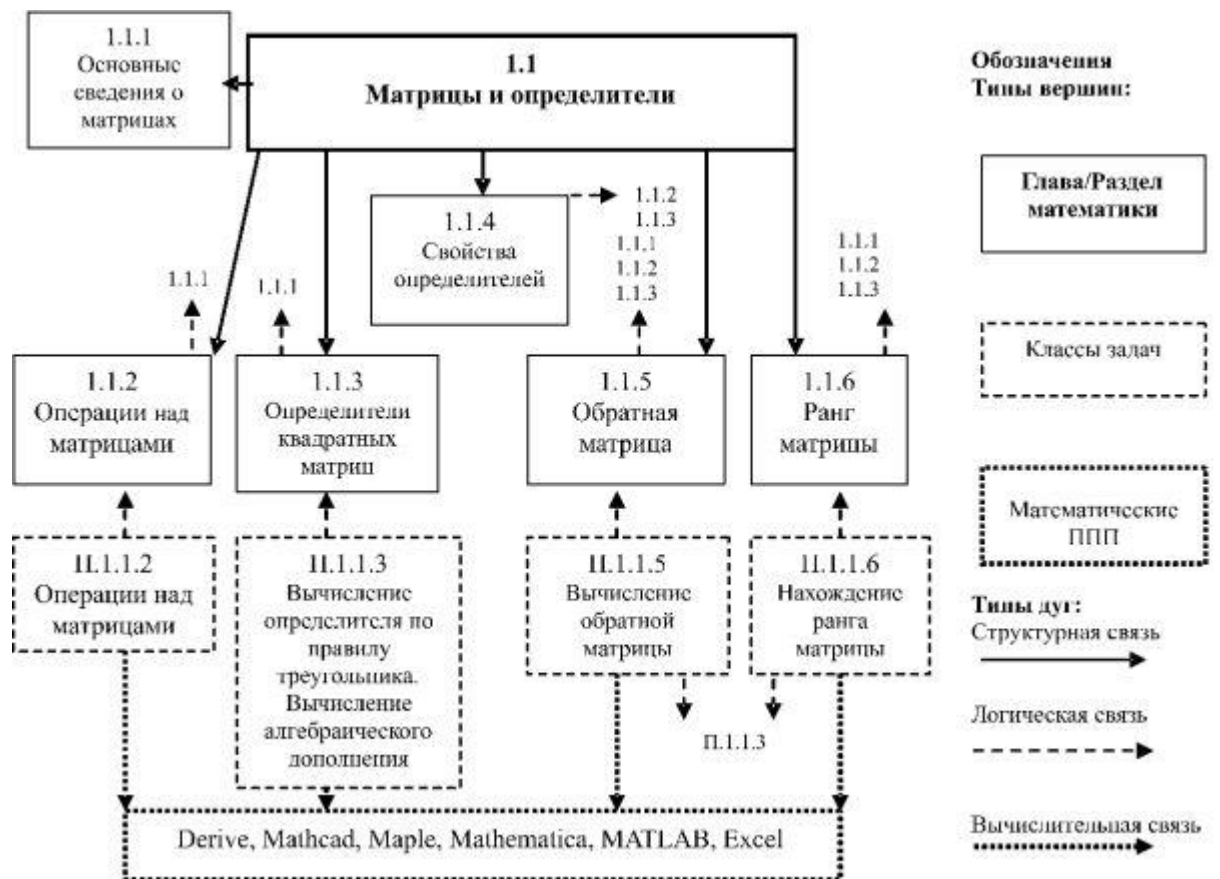 1.1.1
Основные
сведения о
матрицах
1.1
Матрицы и определители
1.1.4
Свойства
определителей
1.1.2
1.1.3
1.1.1
1.1.2
1.1.3
1.1.1
1.1.2
1.1.3
1.1.1
1.1.1
1.1.2
Операции над
матрицами
1.1.3
Определители
квадратных
матриц
1.1.5
Обратная
матрица
1.1.6
Ранг
матрицы
П.1.1.2
Операции над
матрицами
П.1.1.3
Вычисление
определителя по
правилу
треугольника.
Вычисление
алгебраического
дополнения
П.1.1.5
Вычисление
обратной
матрицы
П.1.1.6
Нахождение
ранга
матрицы
П.1.1.3
Derive, Mathcad, Maple, Mathematica, MATLAB, Excel
Обозначения
Типы вершин:
Глава/Раздел
математики
Классы задач
Математические
ППП
Типы дуг:
Структурная связь
Логическая связь
Вычислительная связь